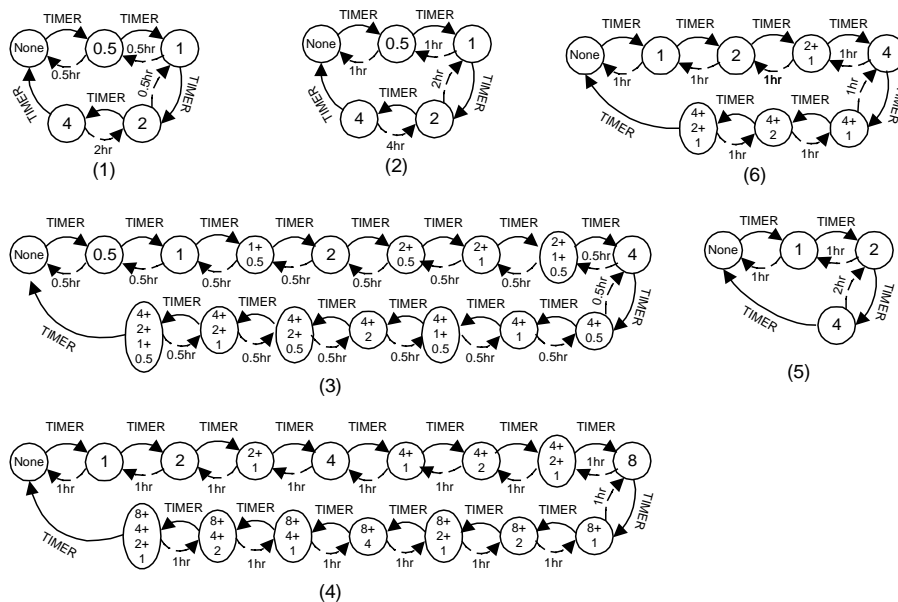 TIMER TIMER
None 0.5 0.5hr 1
0.5hr
TIMER TIMER 0.5hr TIMER
4 2
2hr
(1)
TIMER TIMER
None 0.5 1hr 1
1hr
TIMER TIMER 2hr TIMER
4 2
4hr
(2)
TIMER TIMER TIMER TIMER
None 1 2 2+ 1 1hr 4
1hr 1hr 1hr
1hr TIMER
TIMER TIMER TIMER
4+ 2+ 1 4+ 2 4+ 1
1hr 1hr
(6)
TIMER TIMER TIMER TIMER TIMER TIMER TIMER TIMER
None 0.5 1 1+ 0.5 2 2+ 0.5 2+ 1 2+ 1+ 0.5 0.5hr 4
0.5hr 0.5hr 0.5hr 0.5hr 0.5hr 0.5hr 0.5hr
0.5hr TIMER
TIMER TIMER TIMER TIMER TIMER TIMER TIMER
4+ 2+ 1+ 0.5 4+ 2+ 1 4+ 2+ 0.5 4+ 2 4+ 1+ 0.5 4+ 1 4+ 0.5
0.5hr 0.5hr 0.5hr 0.5hr 0.5hr 0.5hr
(3)
TIMER TIMER
None 1 1hr 2
1hr
TIMER 2hr TIMER
4
(5)
TIMER TIMER TIMER TIMER TIMER TIMER TIMER TIMER
None 1 2 2+ 1 4 4+ 1 4+ 2 4+ 2+ 1 1hr 8
1hr 1hr 1hr 1hr 1hr 1hr 1hr
1hr TIMER
TIMER TIMER TIMER TIMER TIMER TIMER TIMER
8+ 4+ 2+ 1 8+ 4+ 2 8+ 4+ 1 8+ 4 8+ 2+ 1 8+ 2 8+ 1
1hr 1hr 1hr 1hr 1hr 1hr
(4)